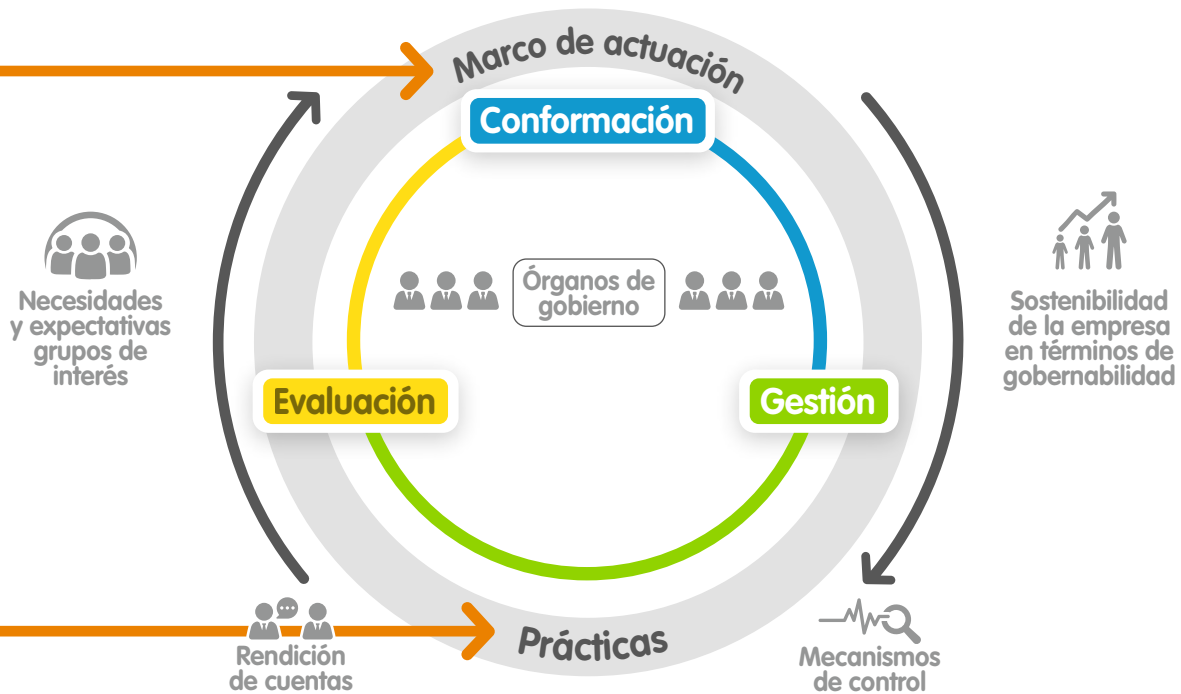 Marco de actuación
Conformación
Órganos de
gobierno
Necesidades
y expectativas
grupos de
interés
Sostenibilidad
de la empresa
en términos de
gobernabilidad
Evaluación
Gestión
Prácticas
Rendición
de cuentas
Mecanismos
de control